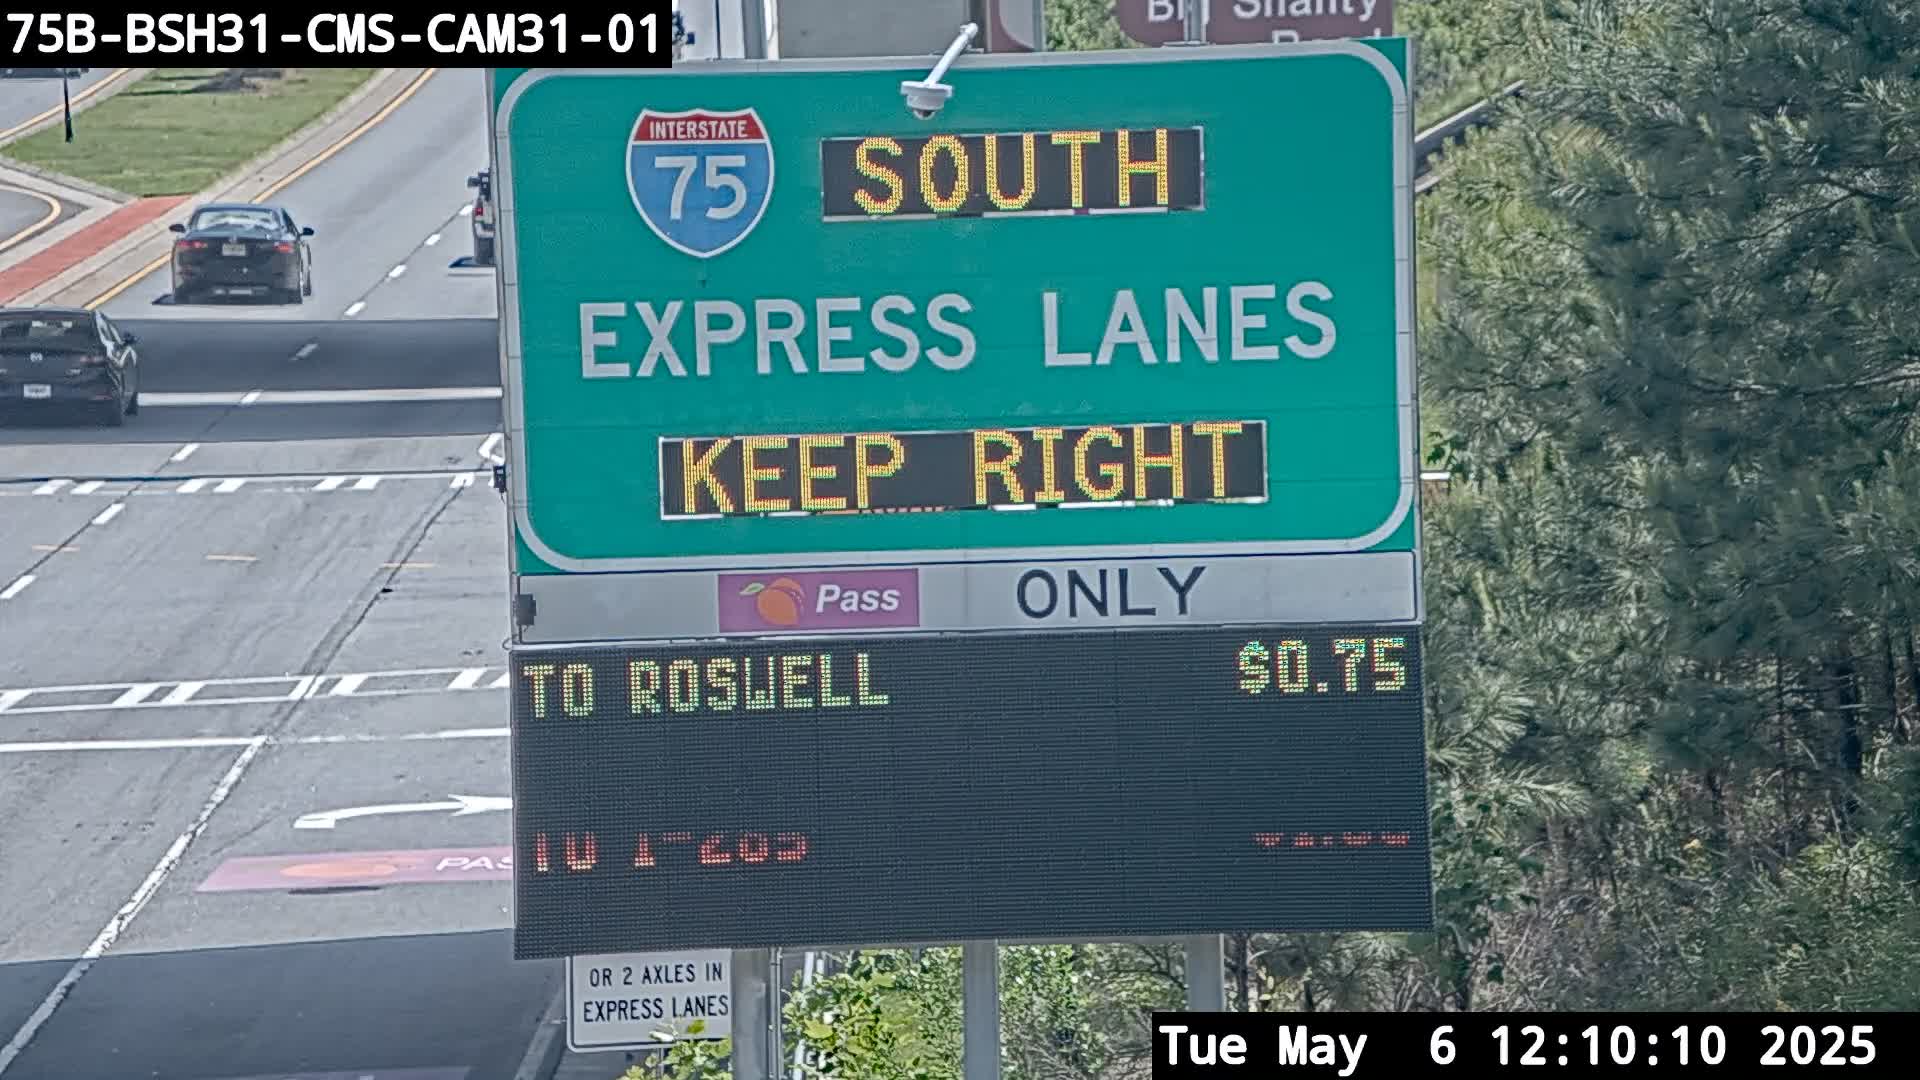 75B-BSH31-CMS-CAM31-01
Shanty
INTERSTATE
75
SOUTH
EXPRESS LANES
KEEP RIGHT
Pass ONLY
TO ROSWELL $0.75
OR 2 AXLES IN
EXPRESS LANES
Tue May 6 12:10:10 2025